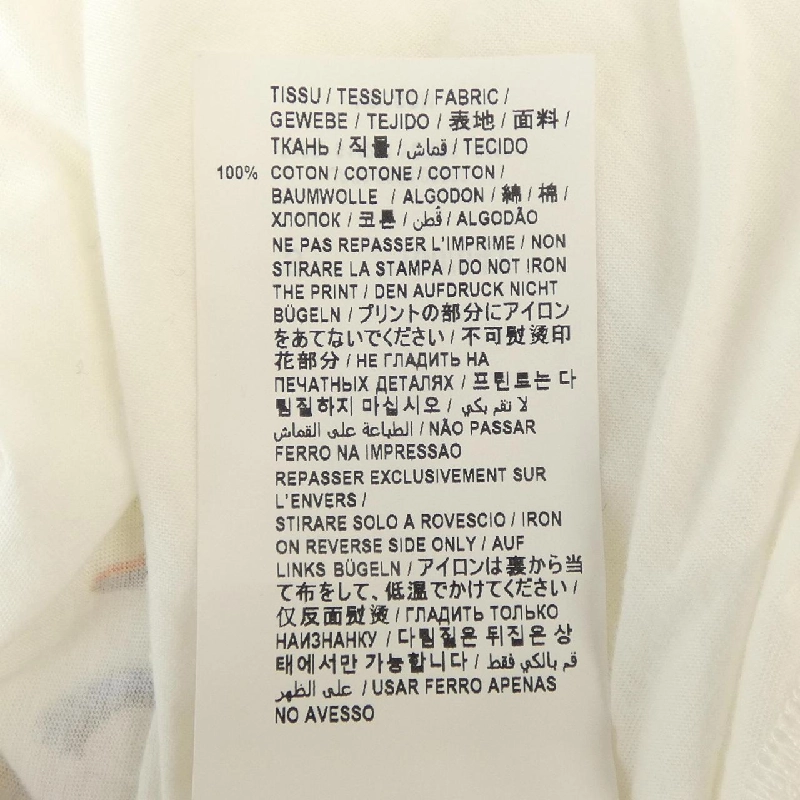 TISSU / TESSUTO / FABRIC /
GEWEBE / TEJIDO / 表地 / 面料 /
ТКАНЬ / 직물 / قماش / TECIDO
100% COTON / COTONE / COTTON /
BAUMWOLLE / ALGODON / 綿 / 棉 /
ХЛОПОК / 코튼 / قُطن / ALGODÃO
NE PAS REPASSER L'IMPRIME / NON
STIRARE LA STAMPA / DO NOT IRON
THE PRINT / DEN AUFDRUCK NICHT
BÜGELN / プリントの部分にアイロン
をあてないでください / 不可熨烫印
花部分 / НЕ ГЛАДИТЬ НА
ПЕЧАТНЫХ ДЕТАЛЯХ / 프린트는 다
림질하지 마십시오 / لا تقم بكي
الطباعة على القماش / NÃO PASSAR
FERRO NA IMPRESSAO
REPASSER EXCLUSIVEMENT SUR
L'ENVERS /
STIRARE SOLO A ROVESCIO / IRON
ON REVERSE SIDE ONLY / AUF
LINKS BÜGELN / アイロンは裏から当
て布をして、低温でかけてください /
仅反面熨烫 / ГЛАДИТЬ ТОЛЬКО
НАИЗНАНКУ / 다림질은 뒤집은 상
태에서만 가능합니다 / قم بالكي فقط
على الظهر / USAR FERRO APENAS
NO AVESSO